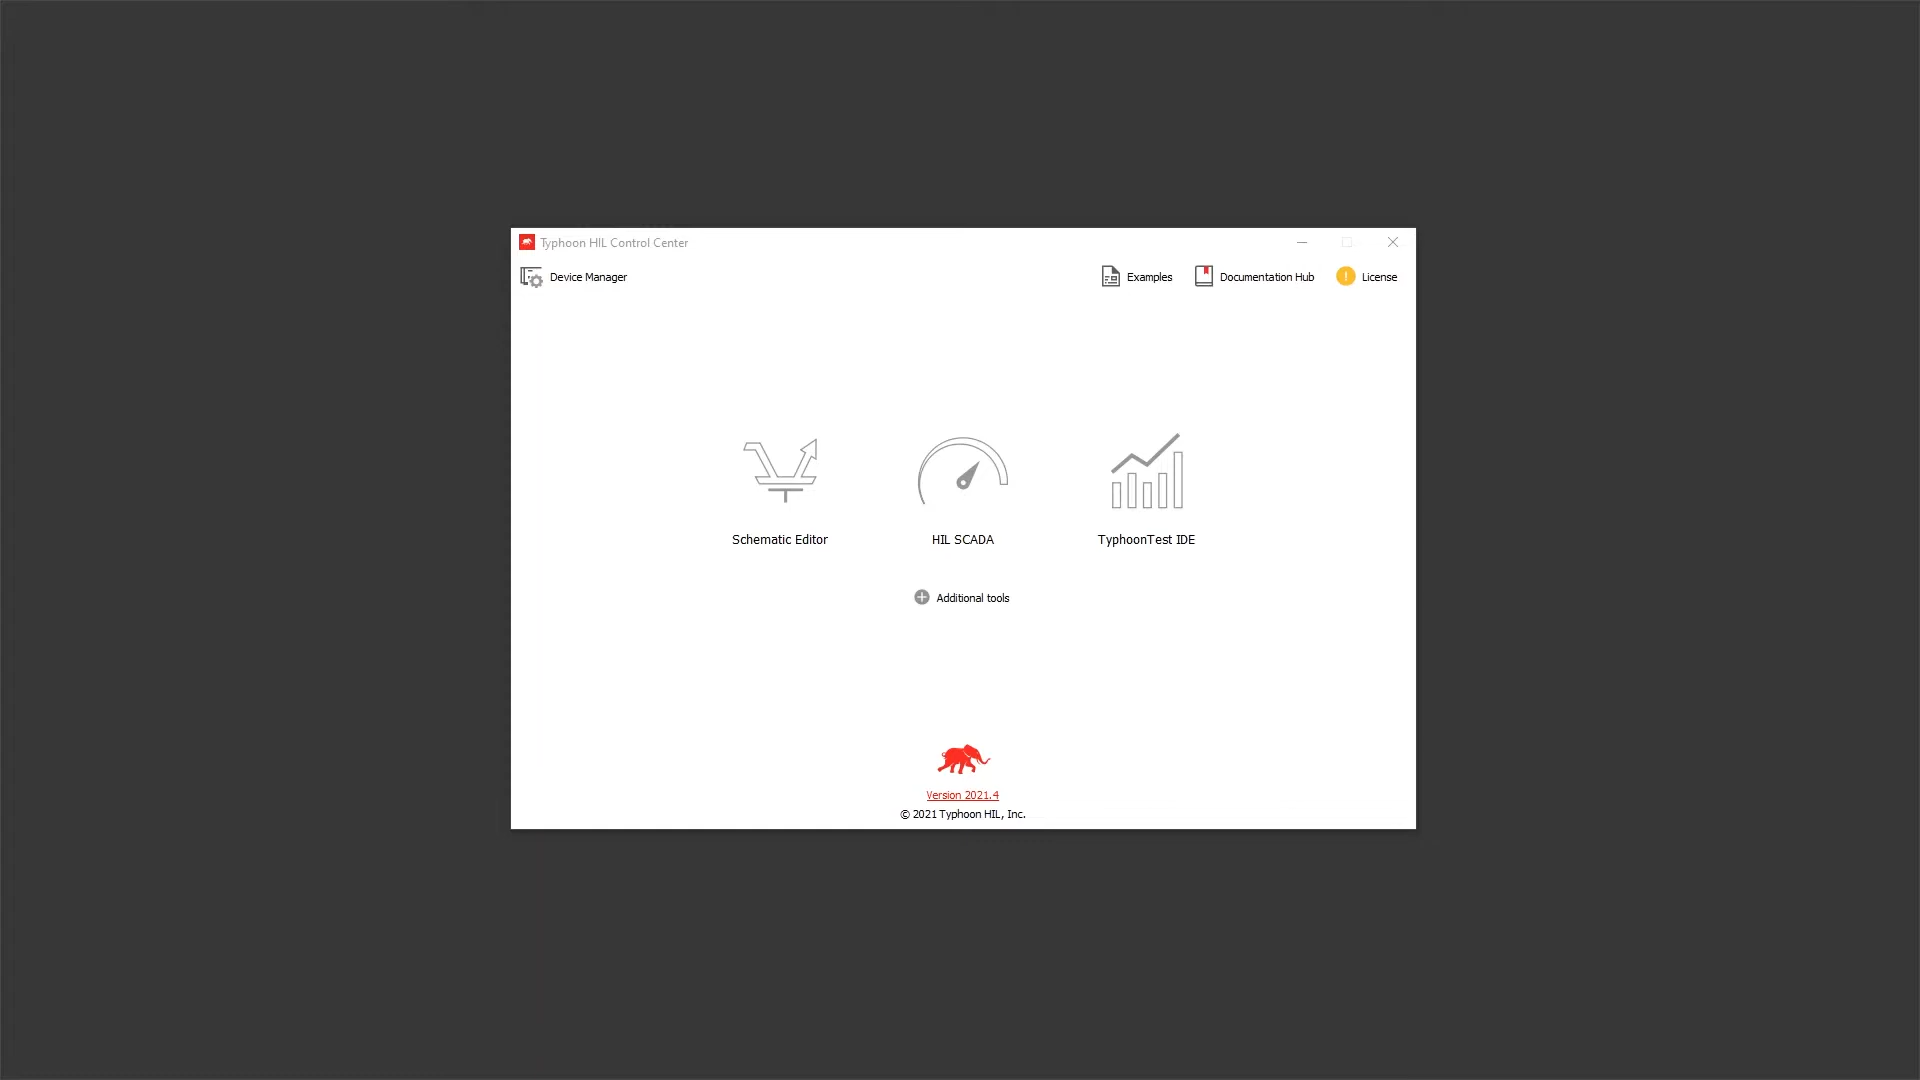 Typhoon HIL Control Center
Device Manager
Examples
Documentation Hub
License
Schematic Editor
HIL SCADA
TyphoonTest IDE
Additional tools
Version 2021.4
© 2021 Typhoon HIL, Inc.